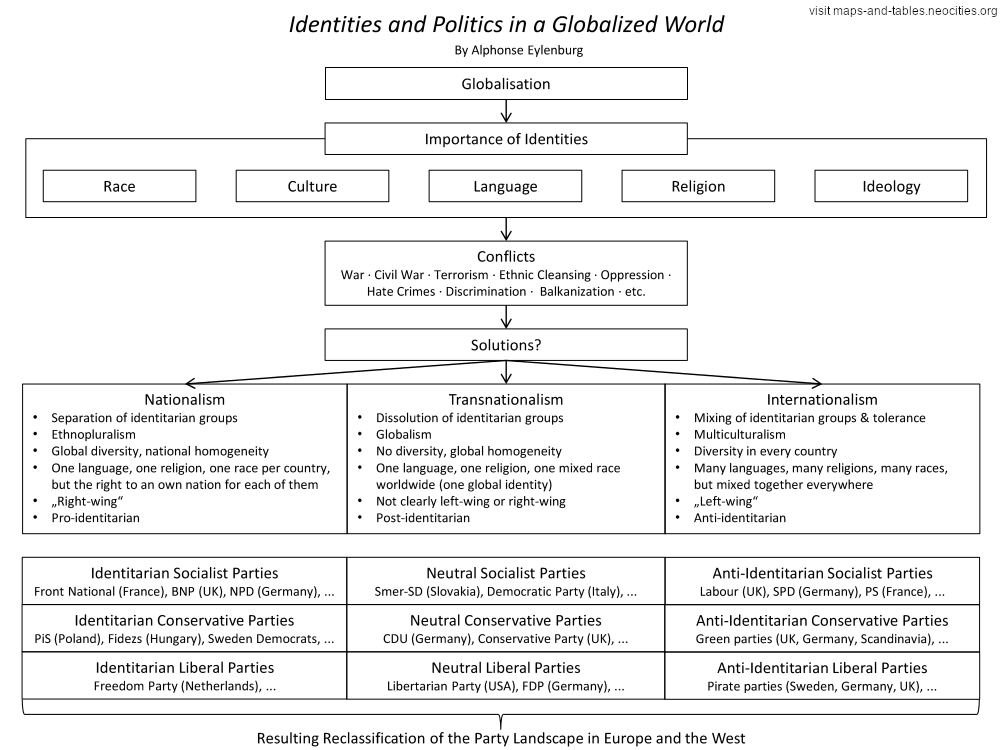 visit maps-and-tables.neocities.org
Identities and Politics in a Globalized World
By Alphonse Eylenburg
Globalisation
Importance of Identities
Race
Culture
Language
Religion
Ideology
Conflicts
War · Civil War · Terrorism · Ethnic Cleansing · Oppression ·
Hate Crimes · Discrimination · Balkanization · etc.
Solutions?
Nationalism
• Separation of identitarian groups
• Ethnopluralism
• Global diversity, national homogeneity
• One language, one religion, one race per country,
but the right to an own nation for each of them
• „Right-wing“
• Pro-identitarian
Transnationalism
• Dissolution of identitarian groups
• Globalism
• No diversity, global homogeneity
• One language, one religion, one mixed race
worldwide (one global identity)
• Not clearly left-wing or right-wing
• Post-identitarian
Internationalism
• Mixing of identitarian groups & tolerance
• Multiculturalism
• Diversity in every country
• Many languages, many religions, many races,
but mixed together everywhere
• „Left-wing“
• Anti-identitarian
Identitarian Socialist Parties
Front National (France), BNP (UK), NPD (Germany), ...
Neutral Socialist Parties
Smer-SD (Slovakia), Democratic Party (Italy), ...
Anti-Identitarian Socialist Parties
Labour (UK), SPD (Germany), PS (France), ...
Identitarian Conservative Parties
PiS (Poland), Fidezs (Hungary), Sweden Democrats, ...
Neutral Conservative Parties
CDU (Germany), Conservative Party (UK), ...
Anti-Identitarian Conservative Parties
Green parties (UK, Germany, Scandinavia), ...
Identitarian Liberal Parties
Freedom Party (Netherlands), ...
Neutral Liberal Parties
Libertarian Party (USA), FDP (Germany), ...
Anti-Identitarian Liberal Parties
Pirate parties (Sweden, Germany, UK), ...
Resulting Reclassification of the Party Landscape in Europe and the West